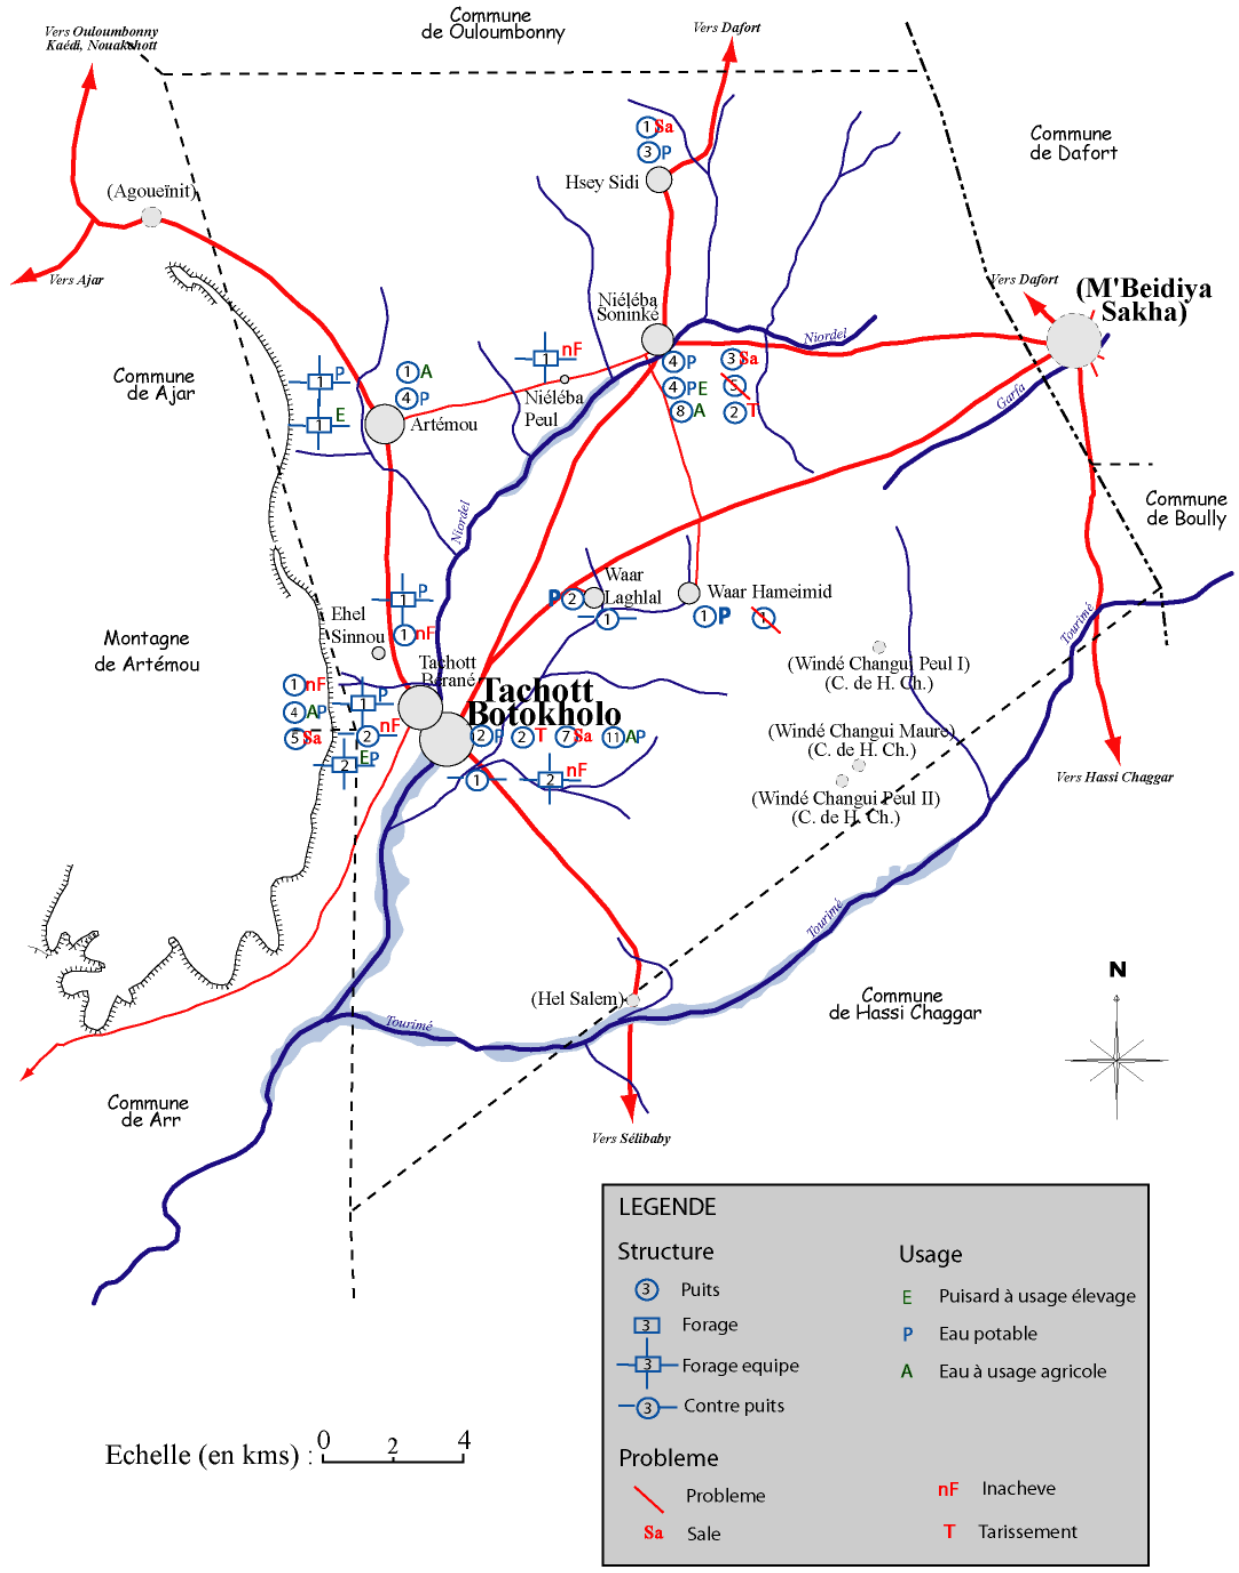 Commune
de Ouloumbonny
Vers Ouloumbonny
Kaédi, Nouakshott
Vers Dafort
Commune
de Dafort
1 Sa
3 P
Hsey Sidi
(Agoueïnit)
Vers Ajar
Vers Dafort
(M'Beidiya
Sakha)
Niéléba
Soninké
Niordel
1 nF
4 P
3 Sa
4 PE
5
8 A
2 T
Niéléba
Peul
Garfa
Commune
de Ajar
1 P
1 E
1 A
4 P
Artémou
Commune
de Boully
Niordel
Waar
Laghlal
P 2
1
Waar Hameimid
1 P
1
1 P
1 nF
Ehel
Sinnou
Tourimé
Montagne
de Artémou
(Windé Changui Peul I)
(C. de H. Ch.)
Tachott
Bérané
Tachott
Botokholo
1 nF
4 AP
5 Sa
1 P
2 nF
2 EP
2 P
2 T
7 Sa
11 AP
1
2 nF
(Windé Changui Maure)
(C. de H. Ch.)
(Windé Changui Peul II)
(C. de H. Ch.)
Vers Hassi Chaggar
Tourimé
(Hel Salem)
Tourimé
Commune
de Hassi Chaggar
N
Commune
de Arr
Vers Sélibaby
LEGENDE
Structure
3 Puits
3 Forage
3 Forage equipe
3 Contre puits
Usage
E Puisard à usage élevage
P Eau potable
A Eau à usage agricole
Probleme
Probleme
Sa Sale
nF Inacheve
T Tarissement
Echelle (en kms) : 0 2 4